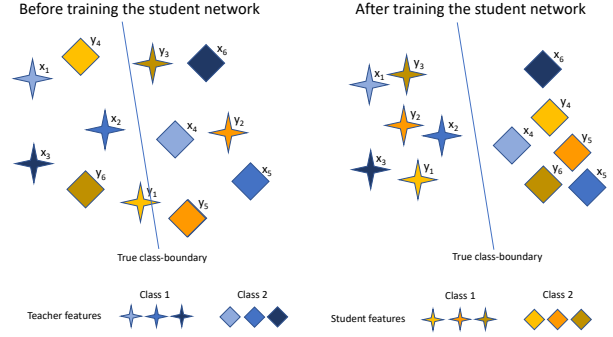 Before training the student network
After training the student network
y4
x1
y3
x6
x2
x4
y2
x3
y6
x5
y1
y5
True class-boundary
x6
x1
y3
y4
y2
x2
x4
y5
x3
y1
y6
x5
True class-boundary
Class 1
Class 2
Teacher features
Class 1
Class 2
Student features